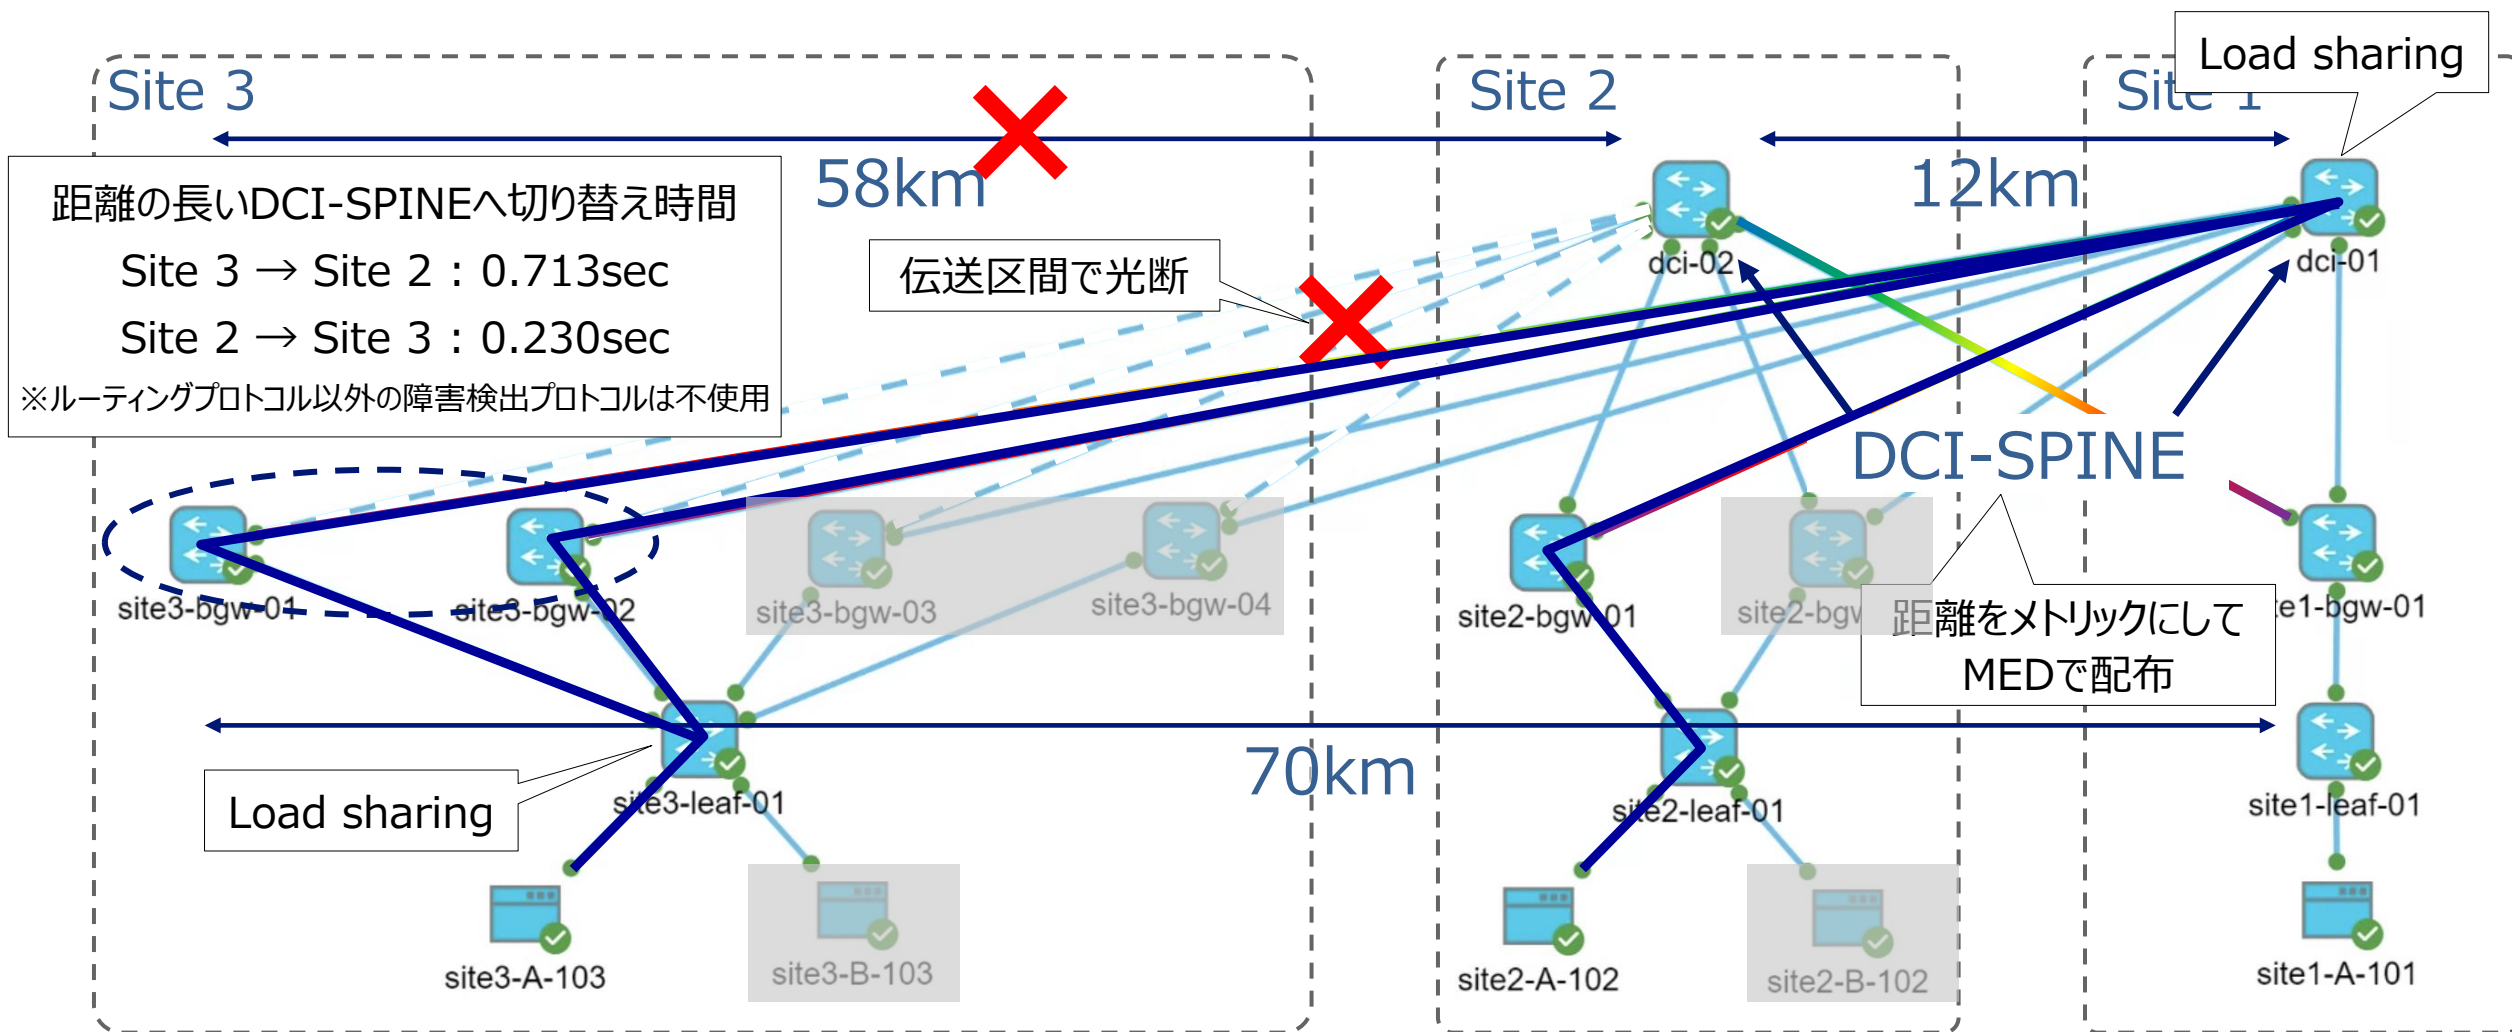 Load sharing
Site 3
Site 2
Site 1
58km
12km
距離の長いDCI-SPINEへ切り替え時間
Site 3 → Site 2 : 0.713sec
Site 2 → Site 3 : 0.230sec
※ルーティングプロトコル以外の障害検出プロトコルは不使用
伝送区間で光断
dci-02
dci-01
DCI-SPINE
site3-bgw-01
site3-bgw-02
site3-bgw-03
site3-bgw-04
site2-bgw-01
site2-bgw
te1-bgw-01
距離をメトリックにして
MEDで配布
70km
Load sharing
site3-leaf-01
site2-leaf-01
site1-leaf-01
site3-A-103
site3-B-103
site2-A-102
site2-B-102
site1-A-101